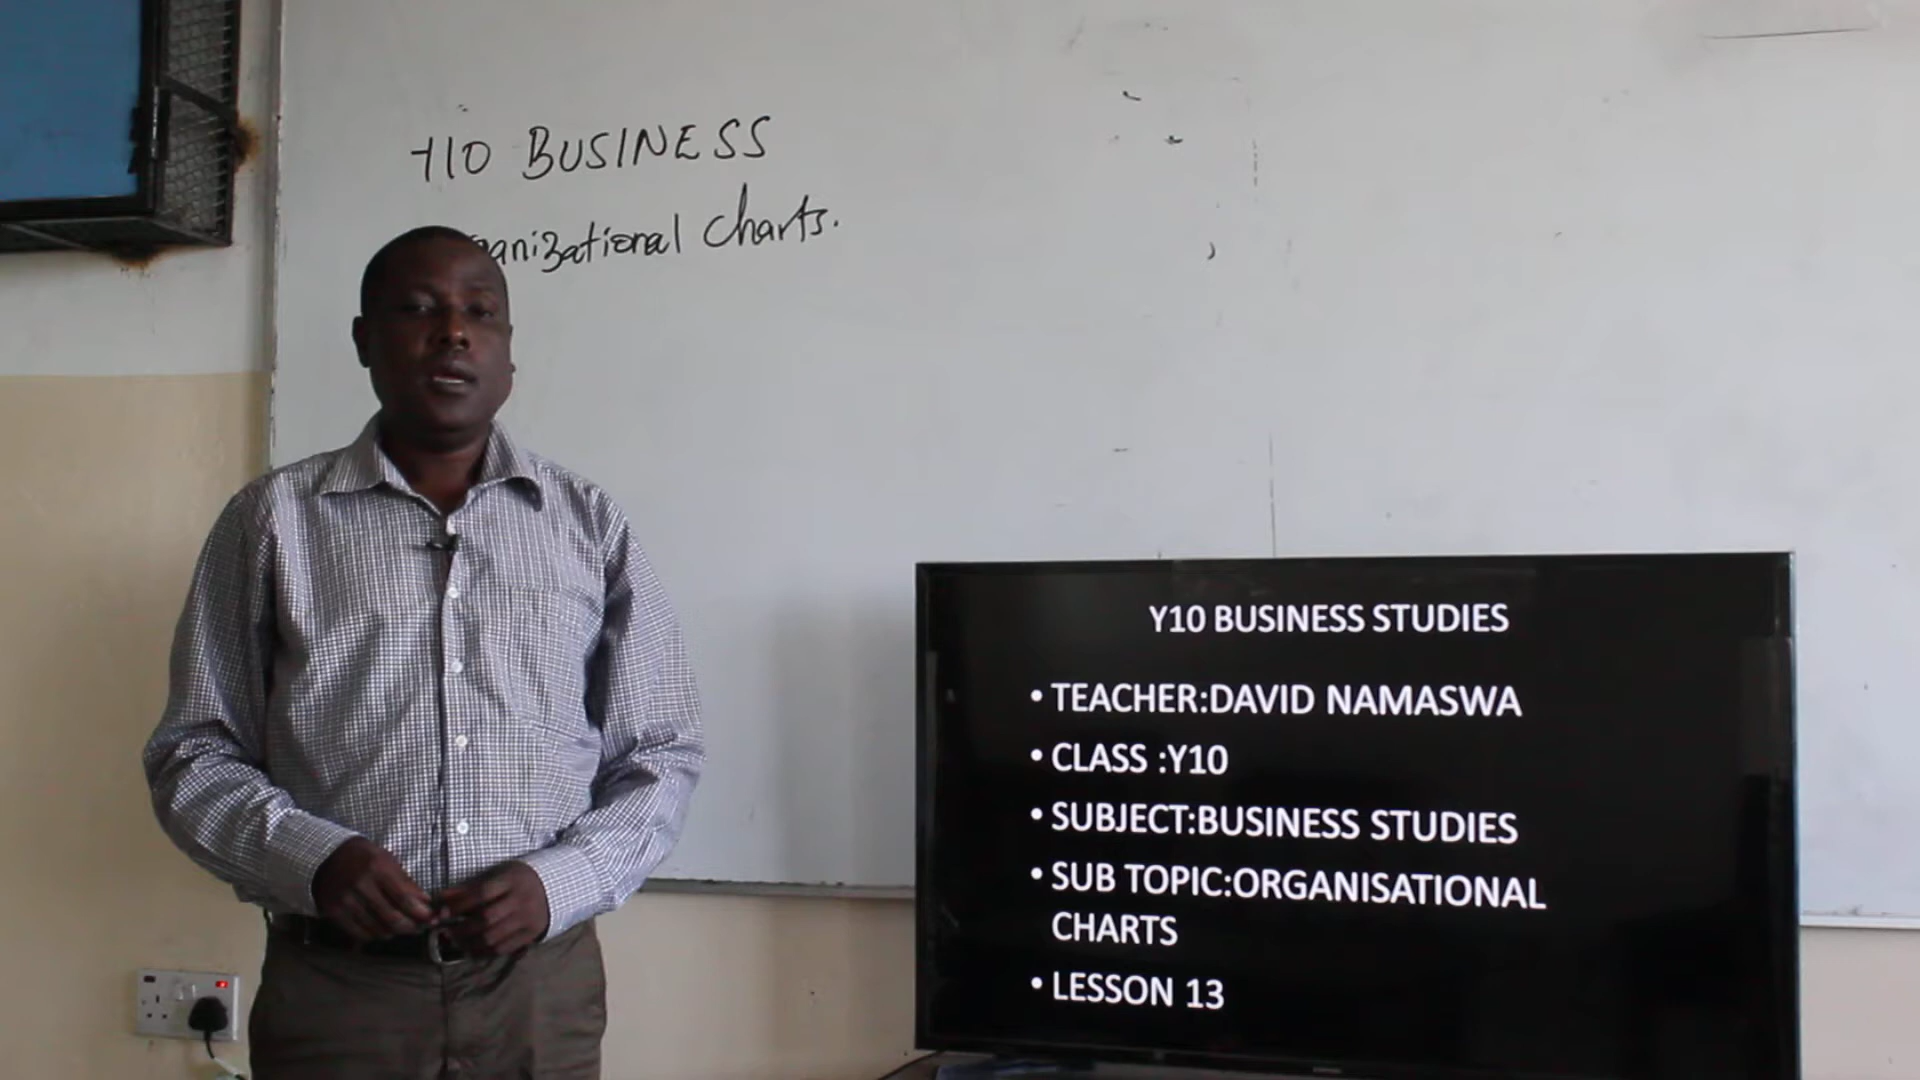 Y10 BUSINESS
ganizational Charts.
Y10 BUSINESS STUDIES
• TEACHER:DAVID NAMASWA
• CLASS :Y10
• SUBJECT:BUSINESS STUDIES
• SUB TOPIC:ORGANISATIONAL
CHARTS
• LESSON 13